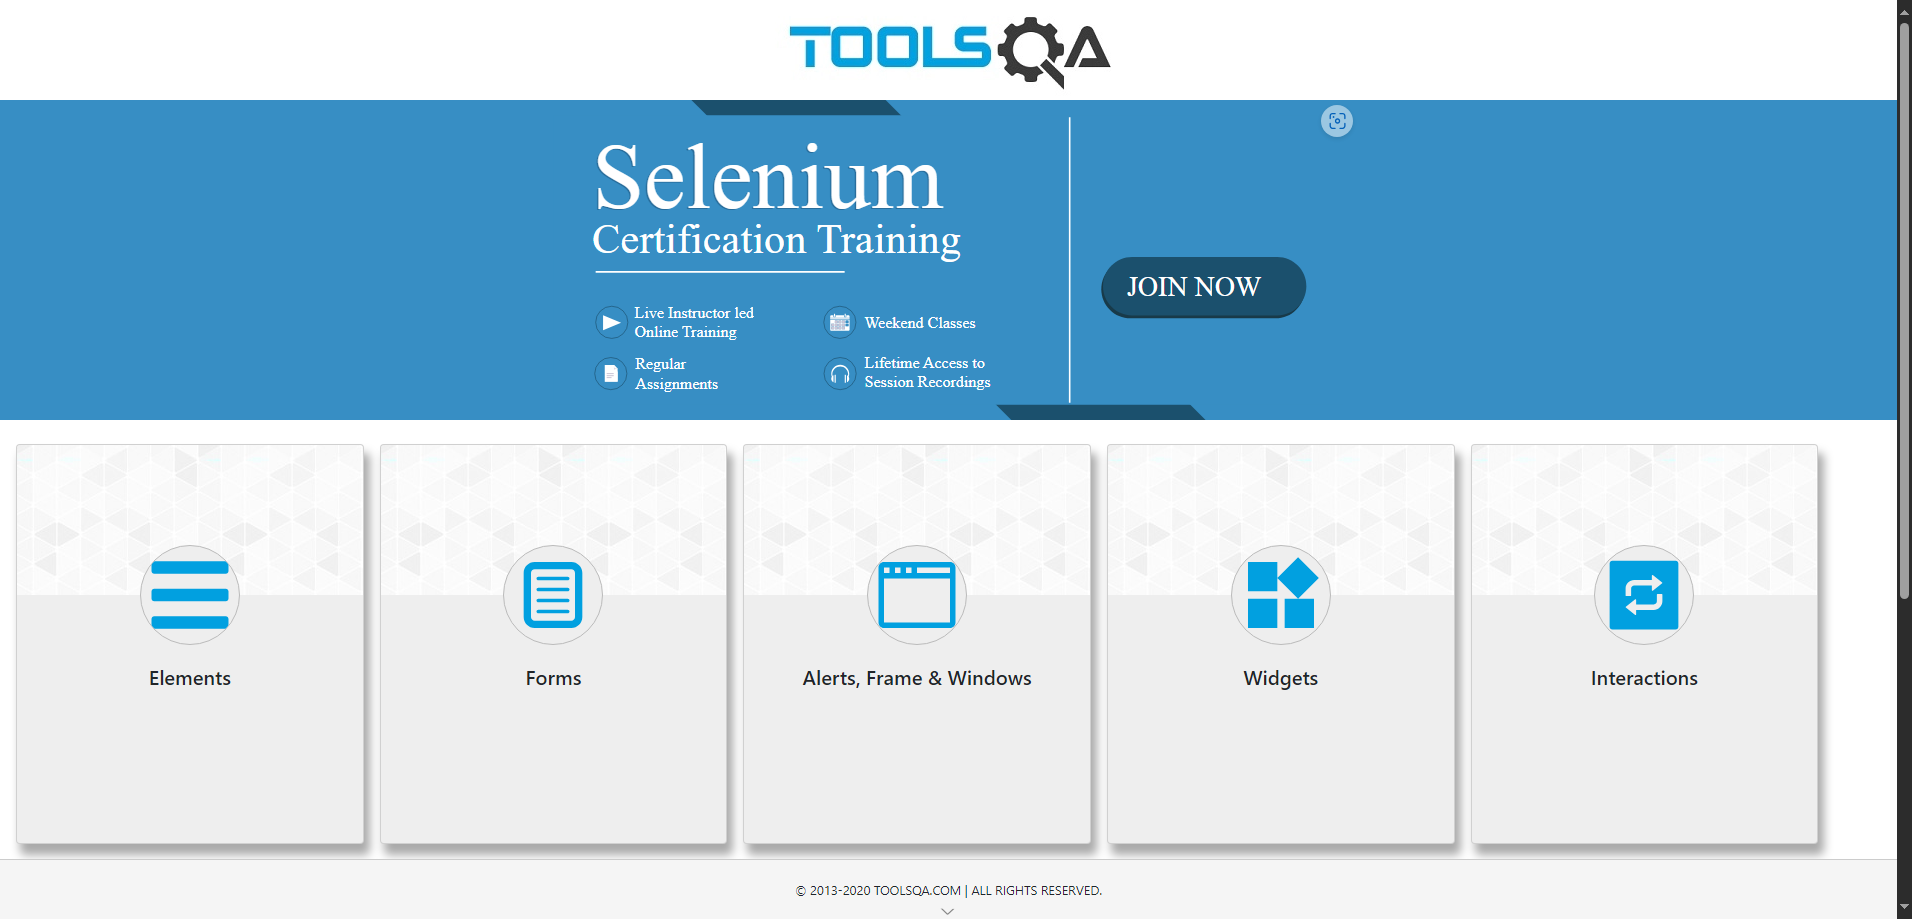 TOOLSQA
Selenium
Certification Training
JOIN NOW
Live Instructor led
Online Training
Weekend Classes
Regular
Assignments
Lifetime Access to
Session Recordings
Elements
Forms
Alerts, Frame & Windows
Widgets
Interactions
© 2013-2020 TOOLSQA.COM | ALL RIGHTS RESERVED.